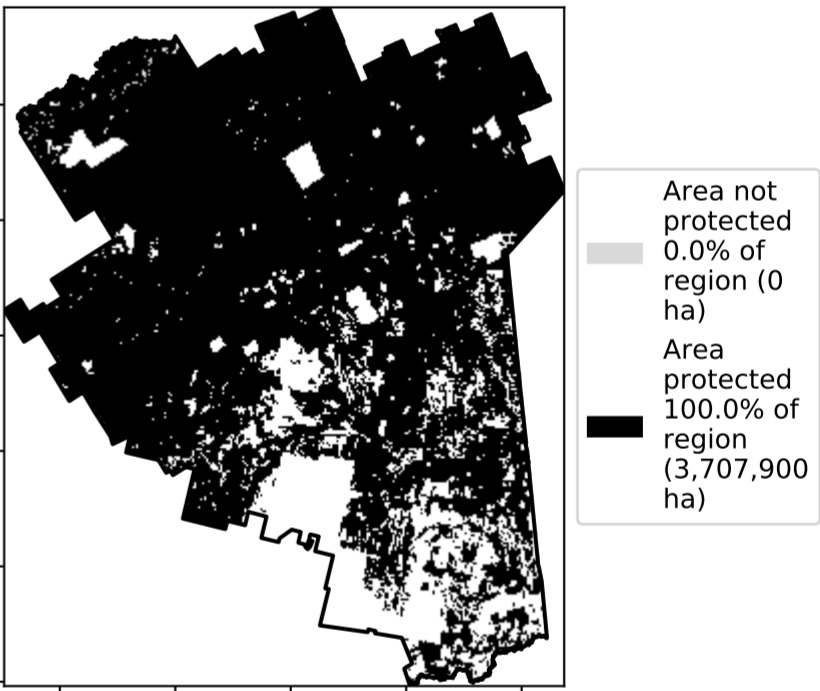 Area not
protected
0.0% of
region (0
ha)
Area
protected
100.0% of
region
(3,707,900
ha)